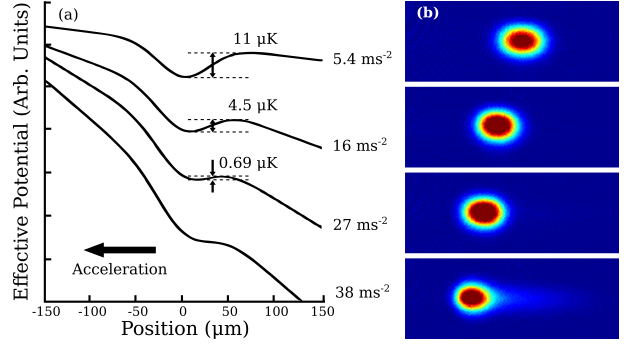 (a)
11 μK
5.4 ms-2
4.5 μK
16 ms-2
0.69 μK
27 ms-2
Acceleration
38 ms-2
-150 -100 -50 0 50 100 150
Position (μm)
Effective Potential (Arb. Units)
(b)